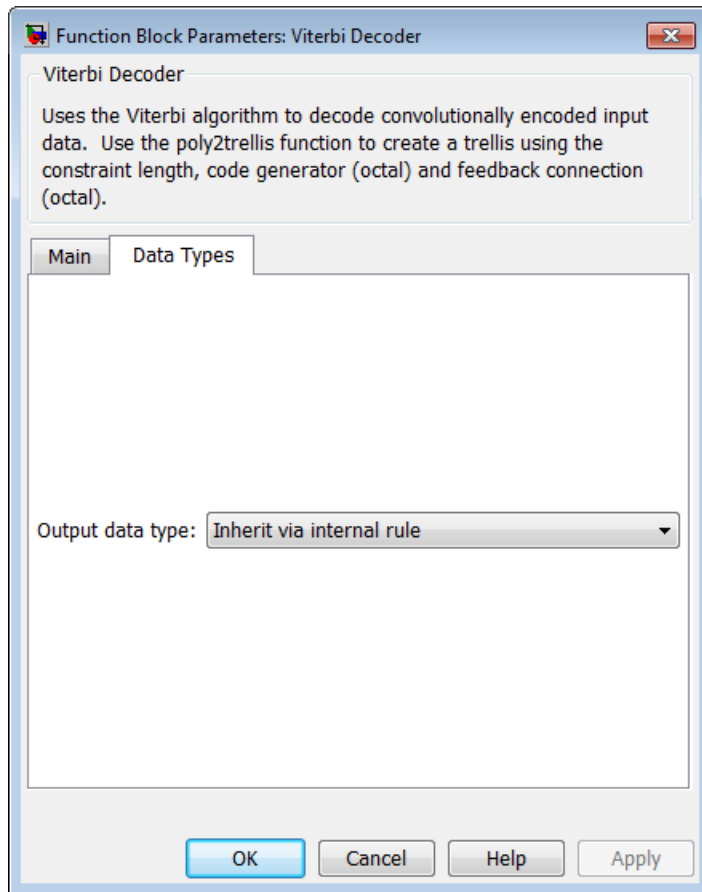 Function Block Parameters: Viterbi Decoder
Viterbi Decoder
Uses the Viterbi algorithm to decode convolutionally encoded input
data. Use the poly2trellis function to create a trellis using the
constraint length, code generator (octal) and feedback connection
(octal).
Main Data Types
Output data type: Inherit via internal rule
OK Cancel Help Apply